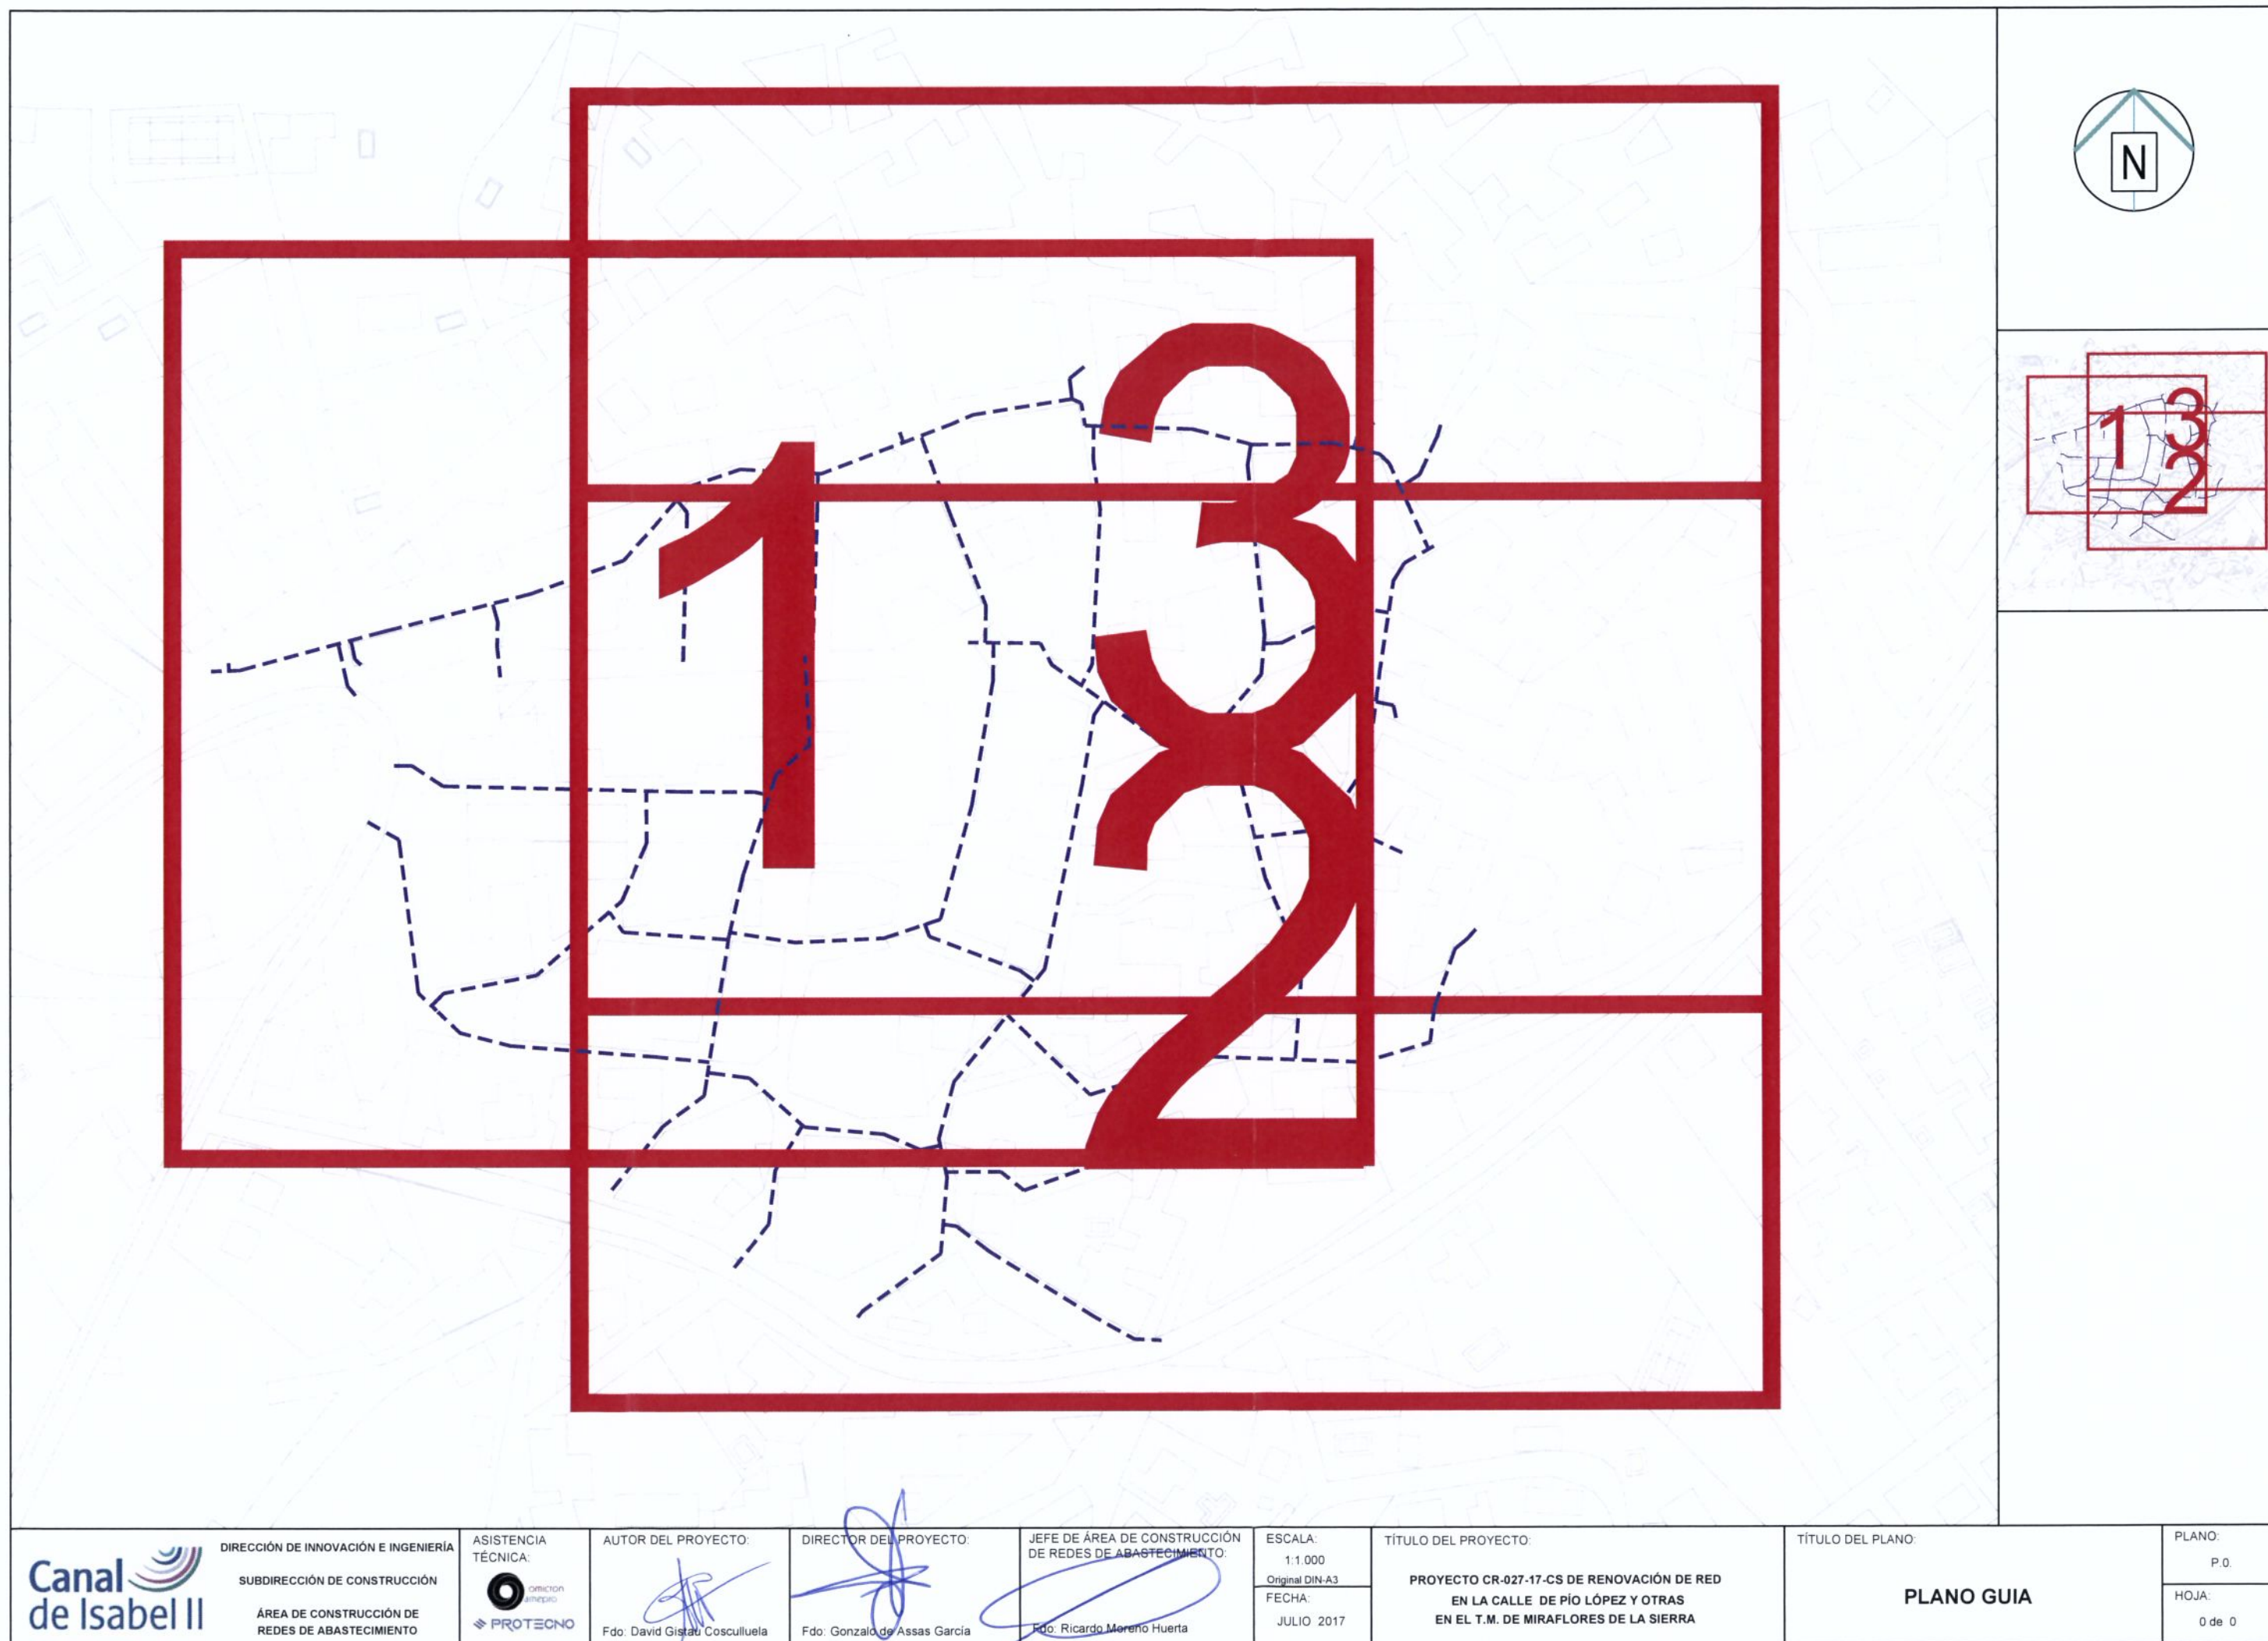 N
1
3
2
1
3
2
Canal
de Isabel II
DIRECCIÓN DE INNOVACIÓN E INGENIERÍA
SUBDIRECCIÓN DE CONSTRUCCIÓN
ÁREA DE CONSTRUCCIÓN DE
REDES DE ABASTECIMIENTO
ASISTENCIA
TÉCNICA:
omicron
amepro
PROTECNO
AUTOR DEL PROYECTO:
Fdo: David Gistau Cosculluela
DIRECTOR DEL PROYECTO:
Fdo: Gonzalo de Assas García
JEFE DE ÁREA DE CONSTRUCCIÓN
DE REDES DE ABASTECIMIENTO:
Fdo: Ricardo Moreno Huerta
ESCALA:
1:1.000
Original DIN-A3
FECHA:
JULIO 2017
TÍTULO DEL PROYECTO:
PROYECTO CR-027-17-CS DE RENOVACIÓN DE RED
EN LA CALLE DE PÍO LÓPEZ Y OTRAS
EN EL T.M. DE MIRAFLORES DE LA SIERRA
TÍTULO DEL PLANO:
PLANO GUIA
PLANO:
P.0.
HOJA:
0 de 0